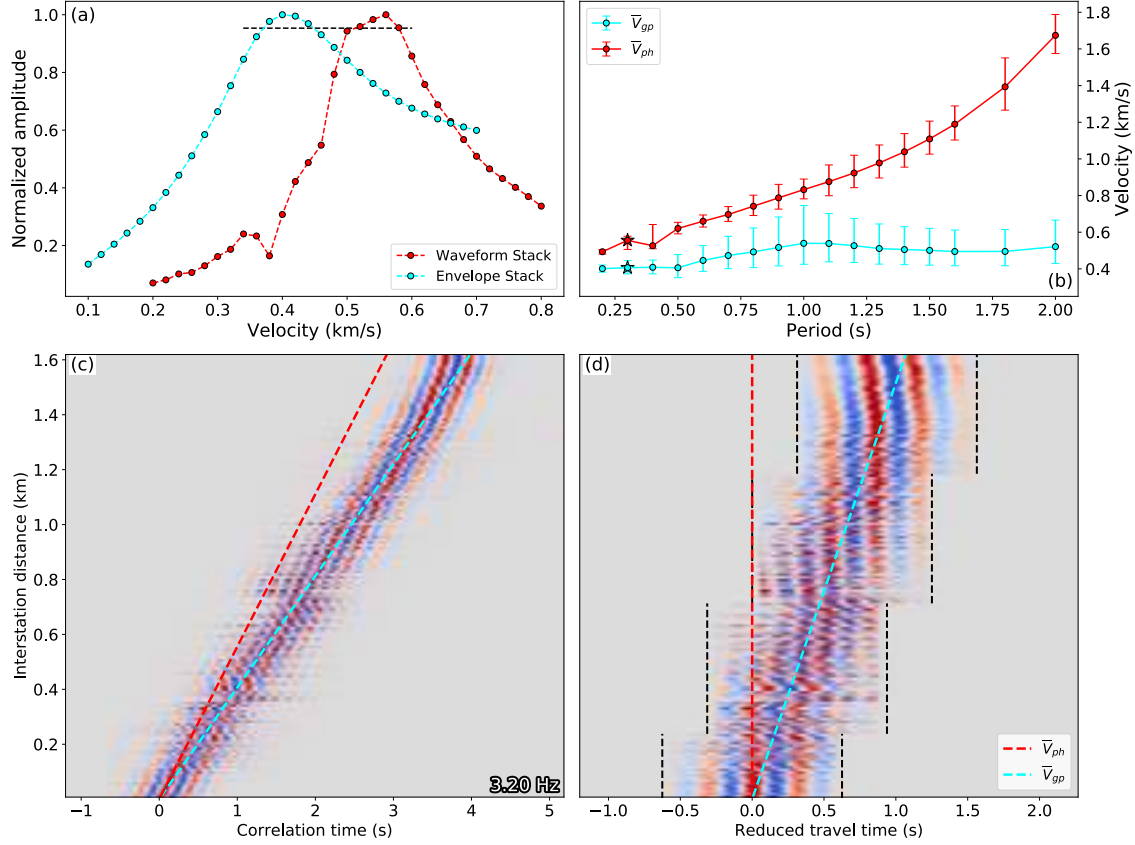 (a)
Normalized amplitude
1.0
0.8
0.6
0.4
0.2
0.1 0.2 0.3 0.4 0.5 0.6 0.7 0.8
Velocity (km/s)
Waveform Stack
Envelope Stack
V̅gp
V̅ph
(b)
1.8
1.6
1.4
1.2
1.0
0.8
0.6
0.4
Velocity (km/s)
0.25 0.50 0.75 1.00 1.25 1.50 1.75 2.00
Period (s)
(c)
Interstation distance (km)
1.6
1.4
1.2
1.0
0.8
0.6
0.4
0.2
3.20 Hz
−1 0 1 2 3 4 5
Correlation time (s)
(d)
V̅ph
V̅gp
−1.0 −0.5 0.0 0.5 1.0 1.5 2.0
Reduced travel time (s)